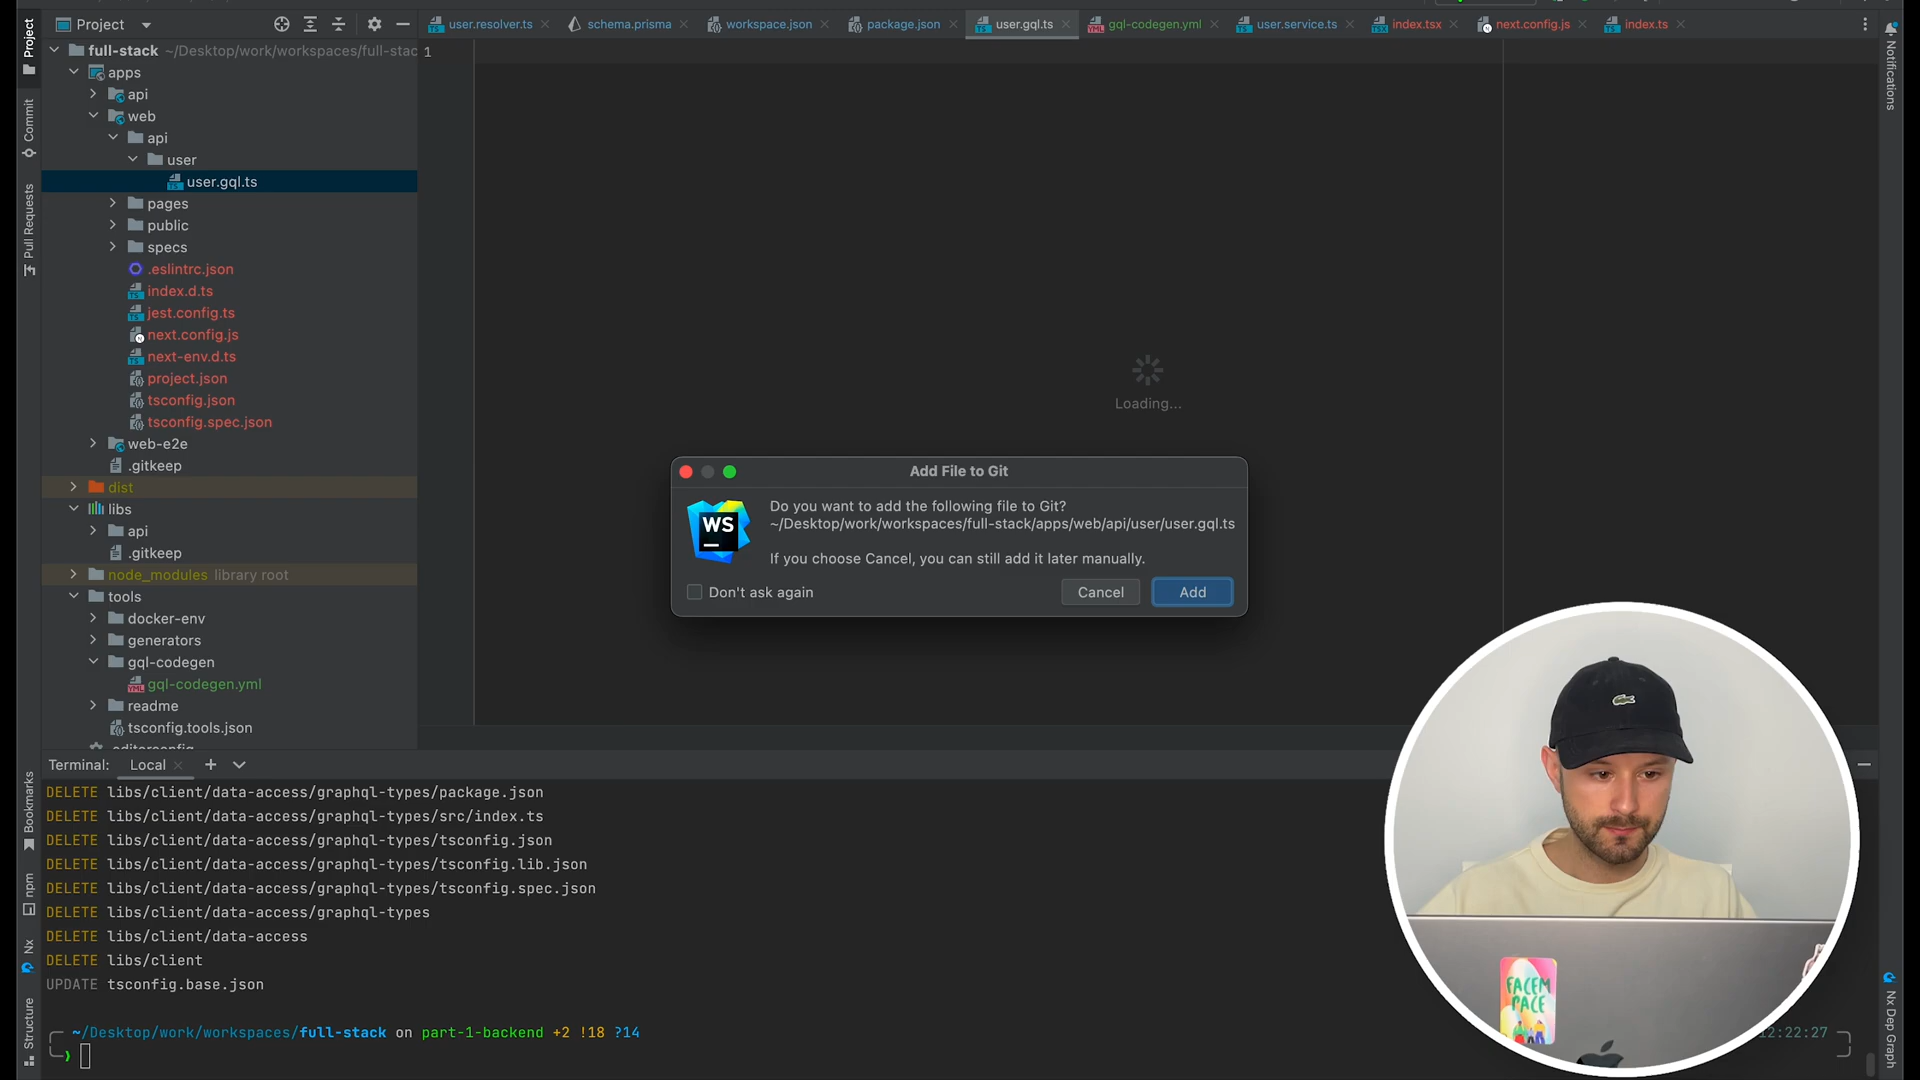 Project
user.resolver.ts
schema.prisma
workspace.json
package.json
user.gql.ts
gql-codegen.yml
user.service.ts
index.tsx
next.config.js
index.ts
Project
Commit
Pull Requests
Bookmarks
npm
Nx
Structure
Notifications
Nx Dep Graph
full-stack ~/Desktop/work/workspaces/full-stac
apps
api
web
api
user
user.gql.ts
pages
public
specs
.eslintrc.json
index.d.ts
jest.config.ts
next.config.js
next-env.d.ts
project.json
tsconfig.json
tsconfig.spec.json
web-e2e
.gitkeep
dist
libs
api
.gitkeep
node_modules library root
tools
docker-env
generators
gql-codegen
gql-codegen.yml
readme
tsconfig.tools.json
.editorconfig
1
Loading...
Add File to Git
WS
Do you want to add the following file to Git?
~/Desktop/work/workspaces/full-stack/apps/web/api/user/user.gql.ts
If you choose Cancel, you can still add it later manually.
Don't ask again
Cancel
Add
Terminal:
Local
DELETE libs/client/data-access/graphql-types/package.json
DELETE libs/client/data-access/graphql-types/src/index.ts
DELETE libs/client/data-access/graphql-types/tsconfig.json
DELETE libs/client/data-access/graphql-types/tsconfig.lib.json
DELETE libs/client/data-access/graphql-types/tsconfig.spec.json
DELETE libs/client/data-access/graphql-types
DELETE libs/client/data-access
DELETE libs/client
UPDATE tsconfig.base.json
~/Desktop/work/workspaces/full-stack on part-1-backend +2 !18 ?14
12:22:27
FACEM
PACE